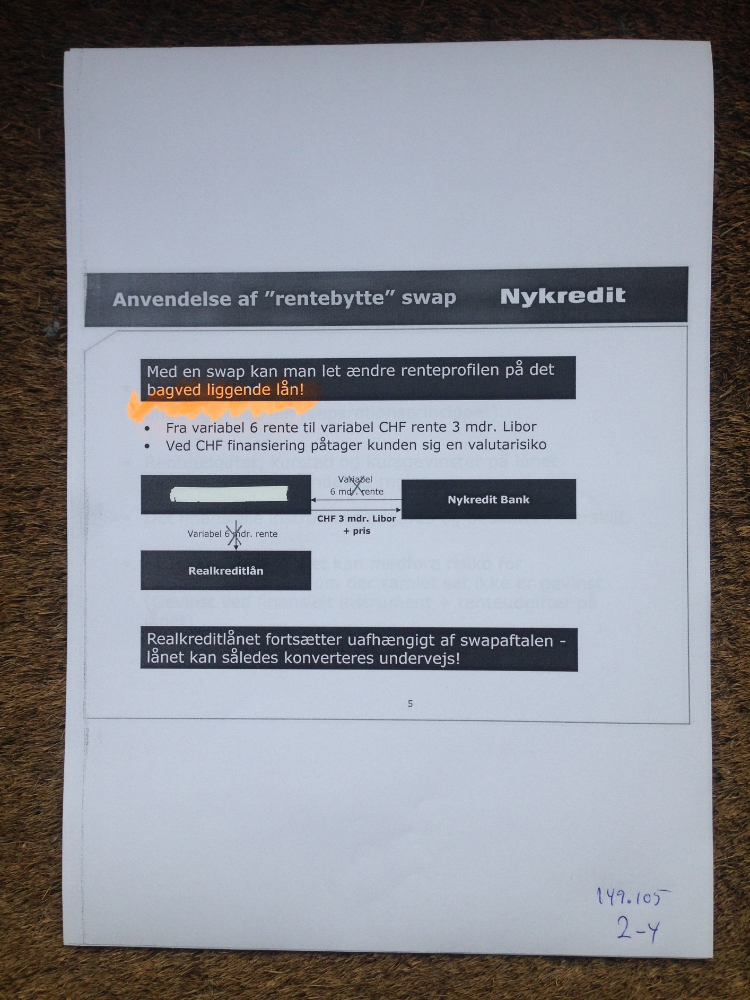 Anvendelse af ”rentebytte” swap Nykredit
Med en swap kan man let ændre renteprofilen på det
bagved liggende lån!
• Fra variabel 6 rente til variabel CHF rente 3 mdr. Libor
• Ved CHF finansiering påtager kunden sig en valutarisiko
Variabel
6 mdr. rente
Nykredit Bank
CHF 3 mdr. Libor
+ pris
Variabel 6 mdr. rente
Realkreditlån
Realkreditlånet fortsætter uafhængigt af swapaftalen -
lånet kan således konverteres undervejs!
5
149.105
2-4